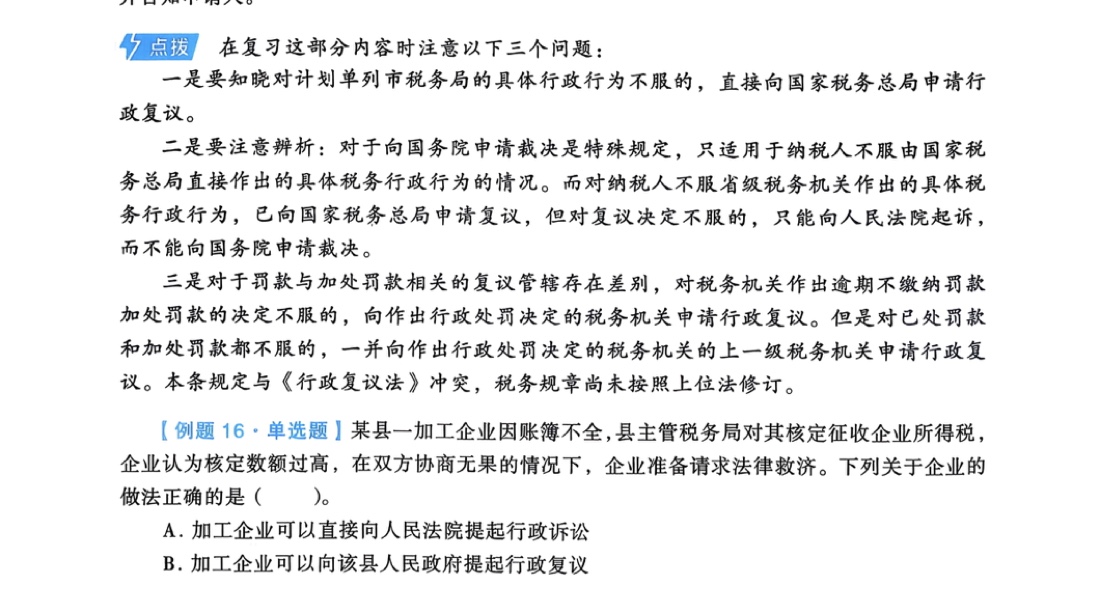 并告知申请人。
点拨 在复习这部分内容时注意以下三个问题：
一是要知晓对计划单列市税务局的具体行政行为不服的，直接向国家税务总局申请行
政复议。
二是要注意辨析：对于向国务院申请裁决是特殊规定，只适用于纳税人不服由国家税
务总局直接作出的具体税务行政行为的情况。而对纳税人不服省级税务机关作出的具体税
务行政行为，已向国家税务总局申请复议，但对复议决定不服的，只能向人民法院起诉，
而不能向国务院申请裁决。
三是对于罚款与加处罚款相关的复议管辖存在差别，对税务机关作出逾期不缴纳罚款
加处罚款的决定不服的，向作出行政处罚决定的税务机关申请行政复议。但是对已处罚款
和加处罚款都不服的，一并向作出行政处罚决定的税务机关的上一级税务机关申请行政复
议。本条规定与《行政复议法》冲突，税务规章尚未按照上位法修订。
【例题 16·单选题】某县一加工企业因账簿不全，县主管税务局对其核定征收企业所得税，
企业认为核定数额过高，在双方协商无果的情况下，企业准备请求法律救济。下列关于企业的
做法正确的是（　　）。
A. 加工企业可以直接向人民法院提起行政诉讼
B. 加工企业可以向该县人民政府提起行政复议